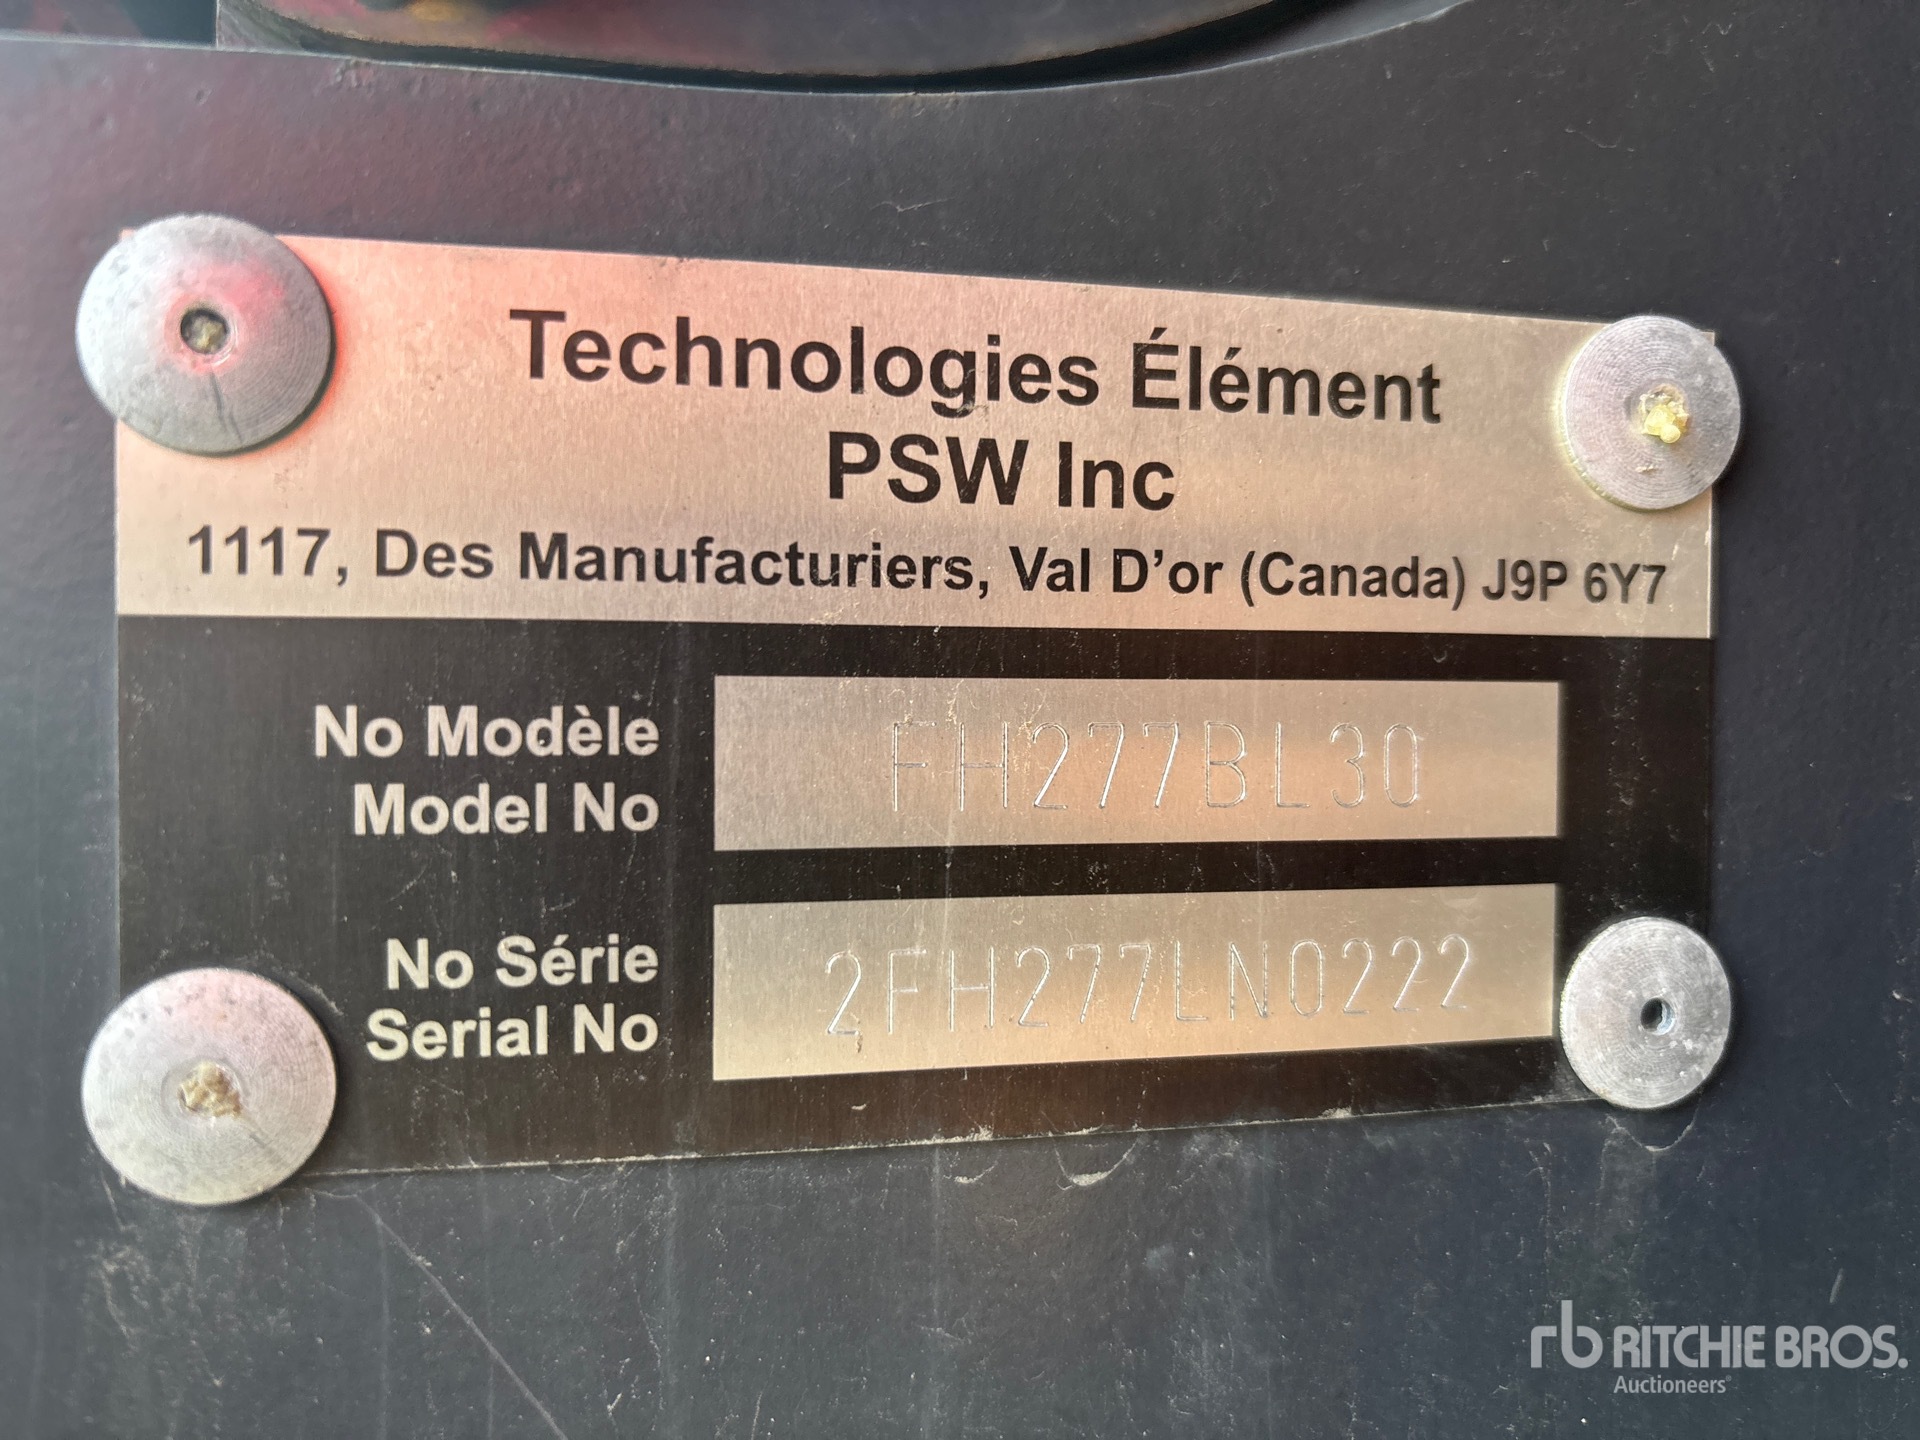 Technologies Élément
PSW Inc
1117, Des Manufacturiers, Val D'or (Canada) J9P 6Y7
No Modèle
Model No
FH277BL30
No Série
Serial No
2FH277LN0222
rb RITCHIE BROS.
Auctioneers